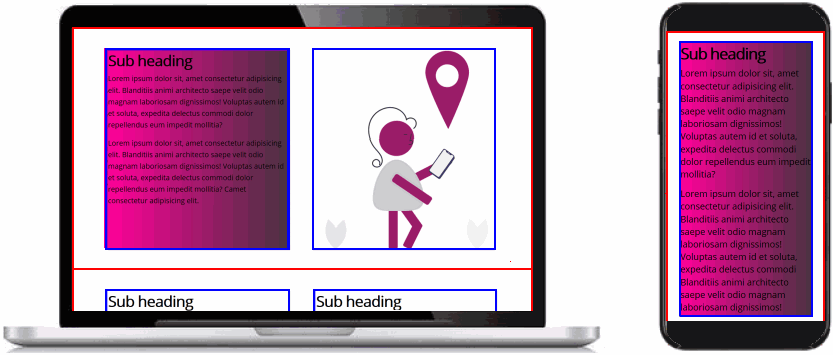 Sub heading
Lorem ipsum dolor sit, amet consectetur adipisicing
elit. Blanditiis animi architecto saepe velit odio
magnam laboriosam dignissimos! Voluptas autem id
et soluta, expedita delectus commodi dolor
repellendus eum impedit mollitia?
Lorem ipsum dolor sit, amet consectetur adipisicing
elit. Blanditiis animi architecto saepe velit odio
magnam laboriosam dignissimos! Voluptas autem id
et soluta, expedita delectus commodi dolor
repellendus eum impedit mollitia? Camet
consectetur adipisicing elit.
Sub heading
Sub heading
Sub heading
Lorem ipsum dolor sit, amet
consectetur adipisicing elit.
Blanditiis animi architecto
saepe velit odio magnam
laboriosam dignissimos!
Voluptas autem id et soluta,
expedita delectus commodi
dolor repellendus eum impedit
mollitia?
Lorem ipsum dolor sit, amet
consectetur adipisicing elit.
Blanditiis animi architecto
saepe velit odio magnam
laboriosam dignissimos!
Voluptas autem id et soluta,
expedita delectus commodi
Blanditiis animi architecto
saepe velit odio magnam
laboriosam dignissimos!